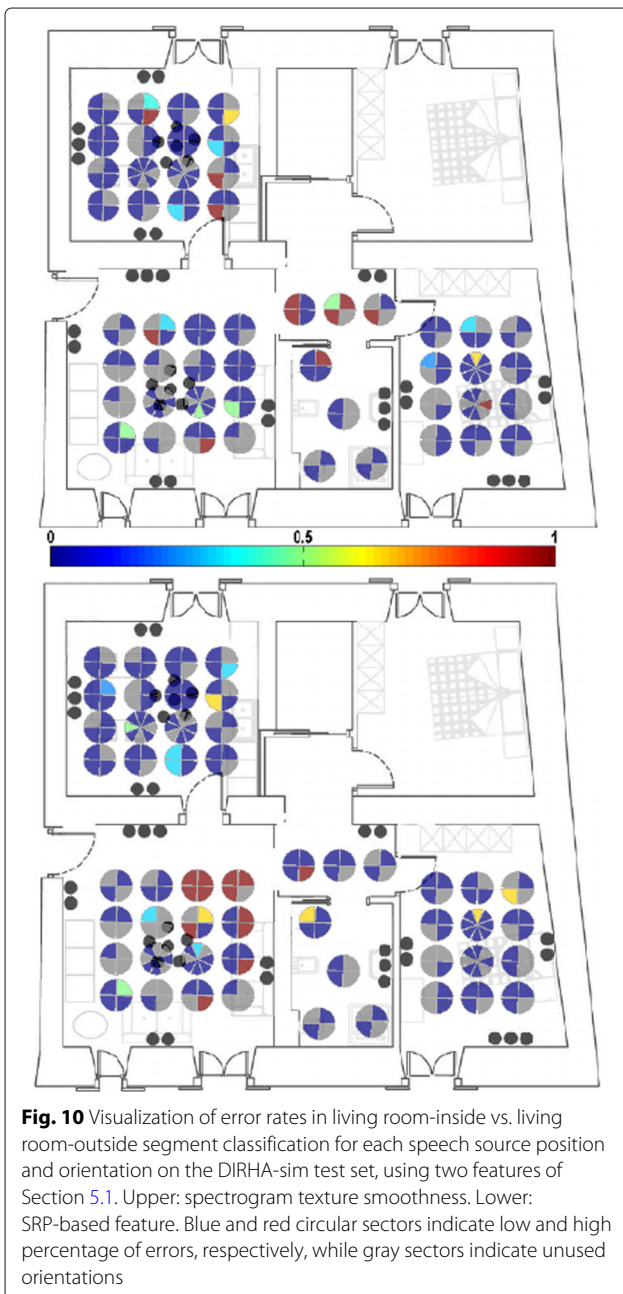 0 0.5 1
Fig. 10 Visualization of error rates in living room-inside vs. living
room-outside segment classification for each speech source position
and orientation on the DIRHA-sim test set, using two features of
Section 5.1. Upper: spectrogram texture smoothness. Lower:
SRP-based feature. Blue and red circular sectors indicate low and high
percentage of errors, respectively, while gray sectors indicate unused
orientations